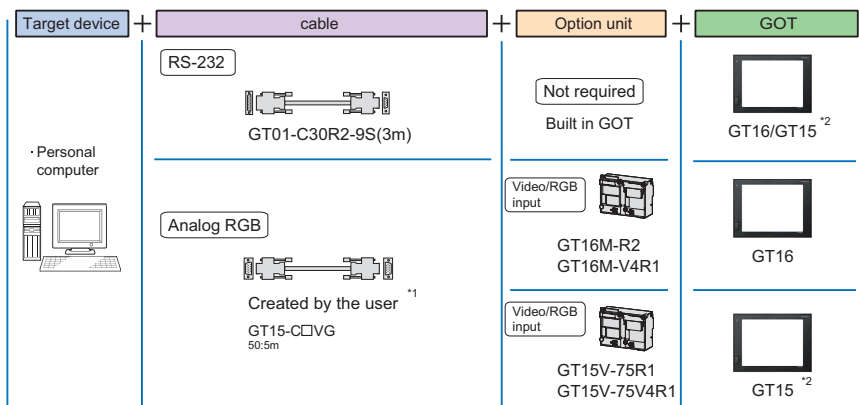 Target device + cable + Option unit + GOT
RS-232
GT01-C30R2-9S(3m)
Not required
Built in GOT
GT16/GT15 *2
· Personal
computer
Analog RGB
Created by the user *1
GT15-C□VG
50:5m
Video/RGB
input
GT16M-R2
GT16M-V4R1
GT16
Video/RGB
input
GT15V-75R1
GT15V-75V4R1
GT15 *2